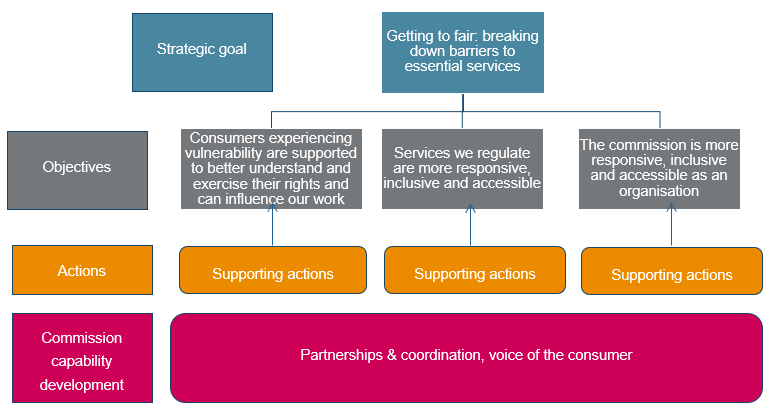 Strategic goal
Getting to fair: breaking
down barriers to
essential services
Objectives
Consumers experiencing
vulnerability are supported
to better understand and
exercise their rights and
can influence our work
Services we regulate
are more responsive,
inclusive and accessible
The commission is more
responsive, inclusive
and accessible as an
organisation
Actions
Supporting actions
Supporting actions
Supporting actions
Commission
capability
development
Partnerships & coordination, voice of the consumer